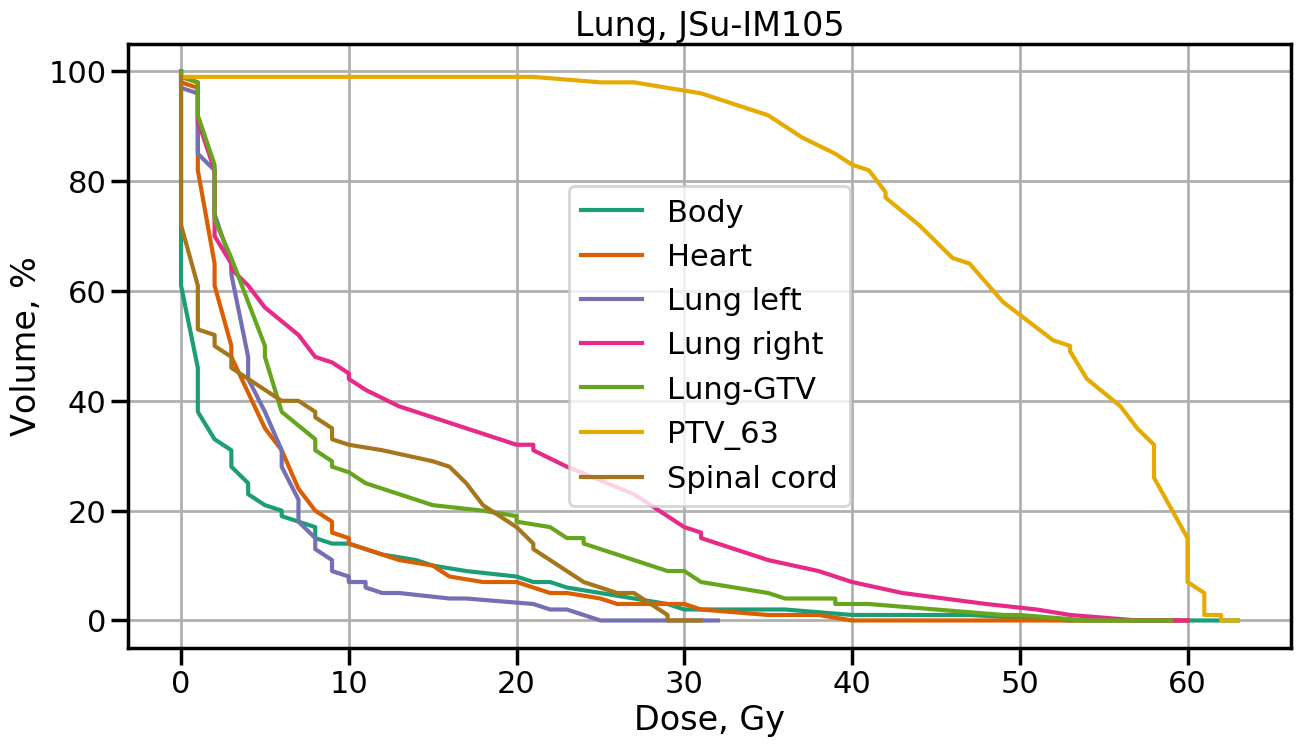 Lung, JSu-IM105
Volume, %
100
80
60
40
20
0
Body
Heart
Lung left
Lung right
Lung-GTV
PTV_63
Spinal cord
0 10 20 30 40 50 60
Dose, Gy